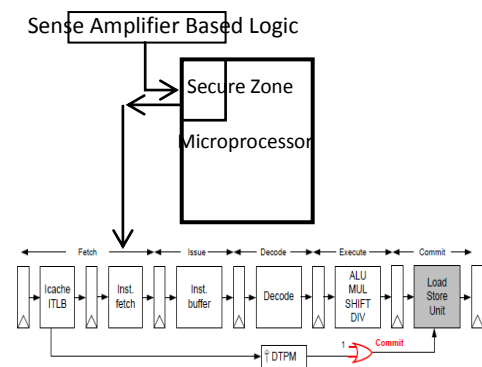 Sense Amplifier Based Logic
Secure Zone
Microprocessor
Fetch Issue Decode Execute Commit
Icache
ITLB
Inst.
fetch
Inst.
buffer
Decode
ALU
MUL
SHIFT
DIV
Load
Store
Unit
DTPM
1
Commit